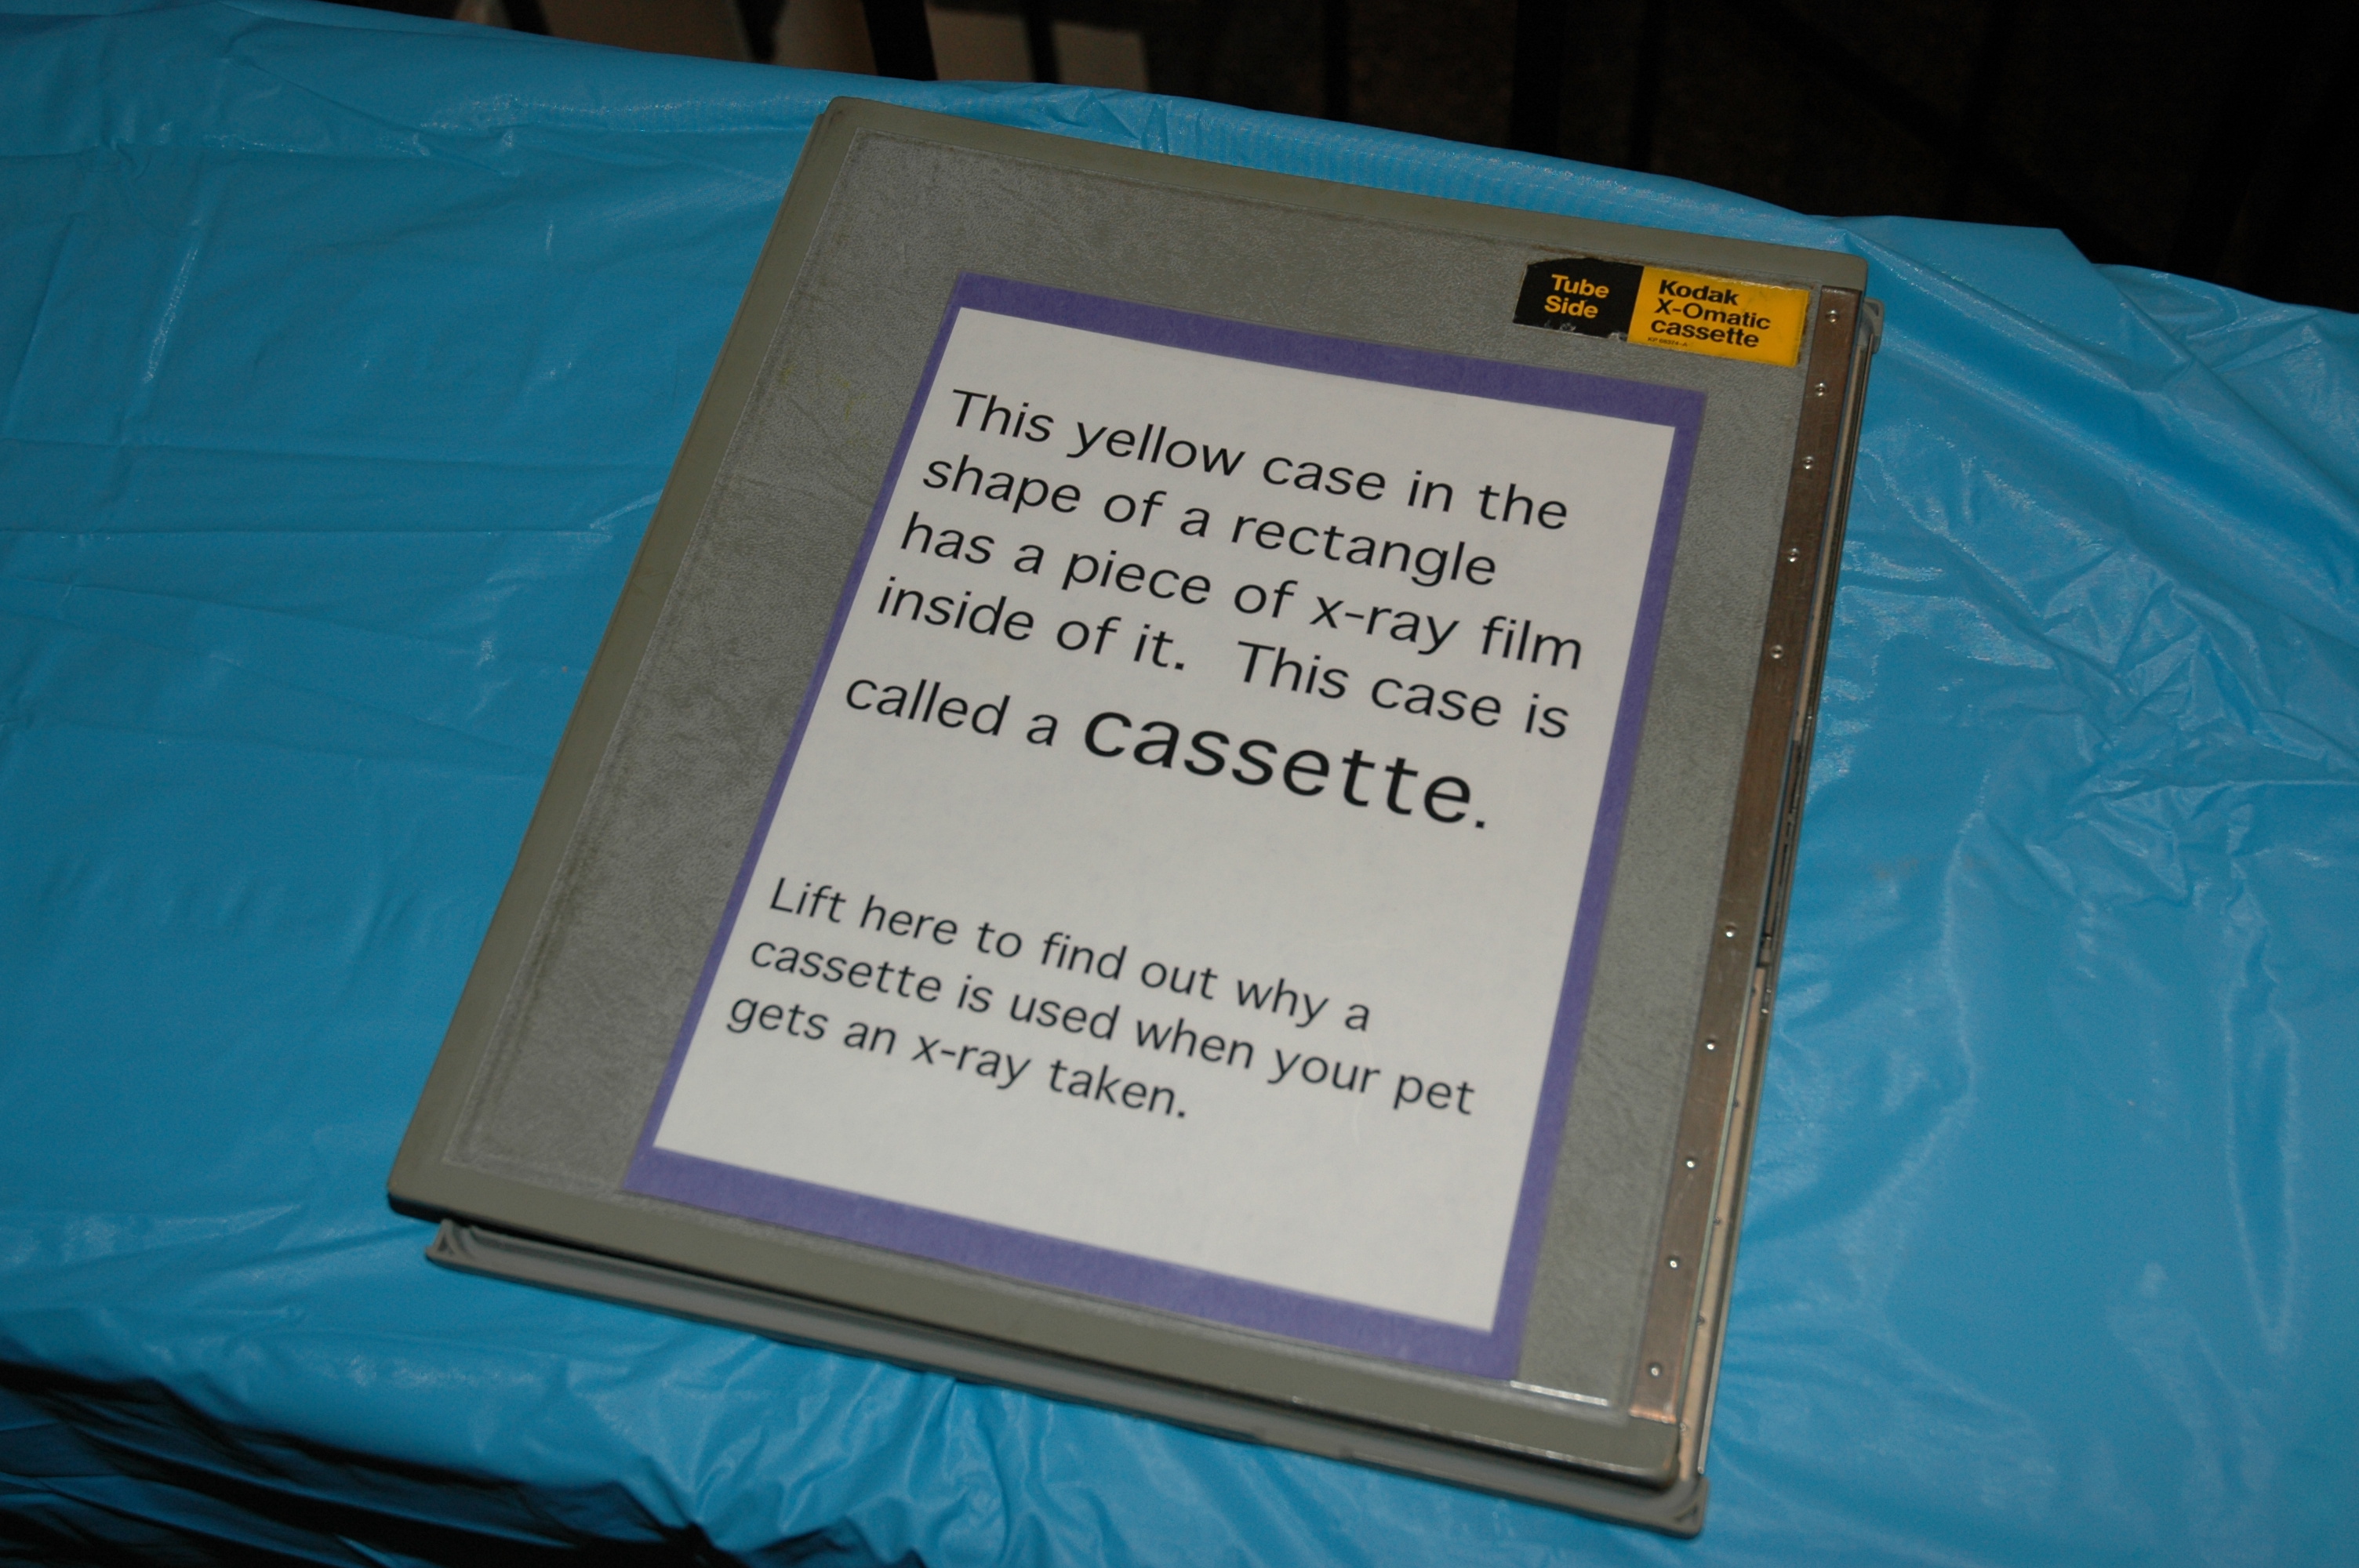 Tube
Side
Kodak
X-Omatic
cassette
This yellow case in the
shape of a rectangle
has a piece of x-ray film
inside of it. This case is
called a cassette.
Lift here to find out why a
cassette is used when your pet
gets an x-ray taken.